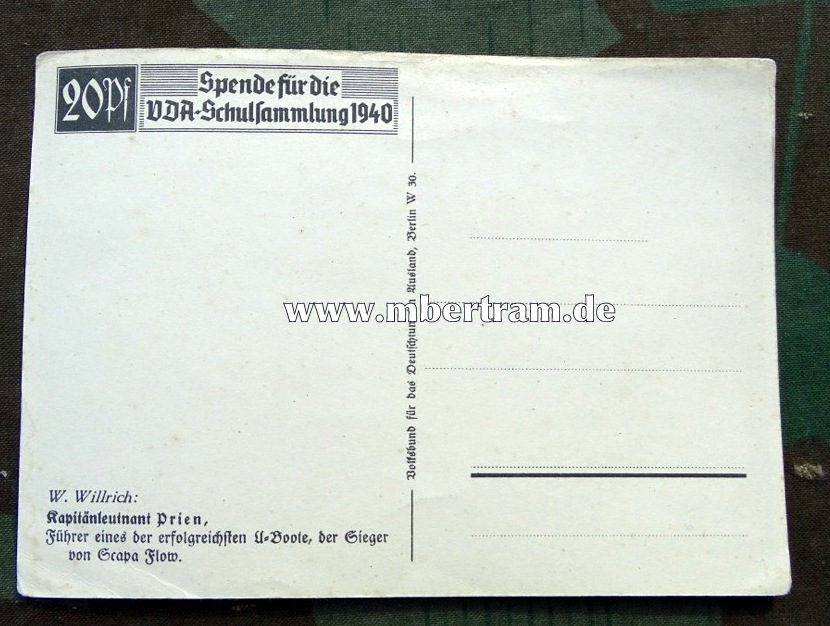 20Pf
Spende für die
VDA-Schulsammlung 1940
Volksbund für das Deutschtum im Ausland, Berlin W 30.
www.mbertram.de
W. Willrich:
Kapitänleutnant Prien,
Führer eines der erfolgreichsten U-Boote, der Sieger
von Scapa Flow.